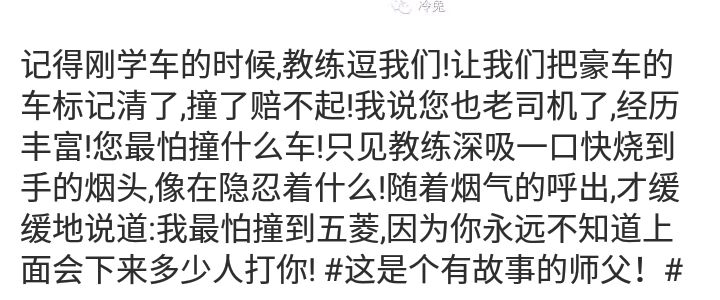 冷兔
记得刚学车的时候,教练逗我们!让我们把豪车的
车标记清了,撞了赔不起!我说您也老司机了,经历
丰富!您最怕撞什么车!只见教练深吸一口快烧到
手的烟头,像在隐忍着什么!随着烟气的呼出,才缓
缓地说道:我最怕撞到五菱,因为你永远不知道上
面会下来多少人打你! #这是个有故事的师父！#